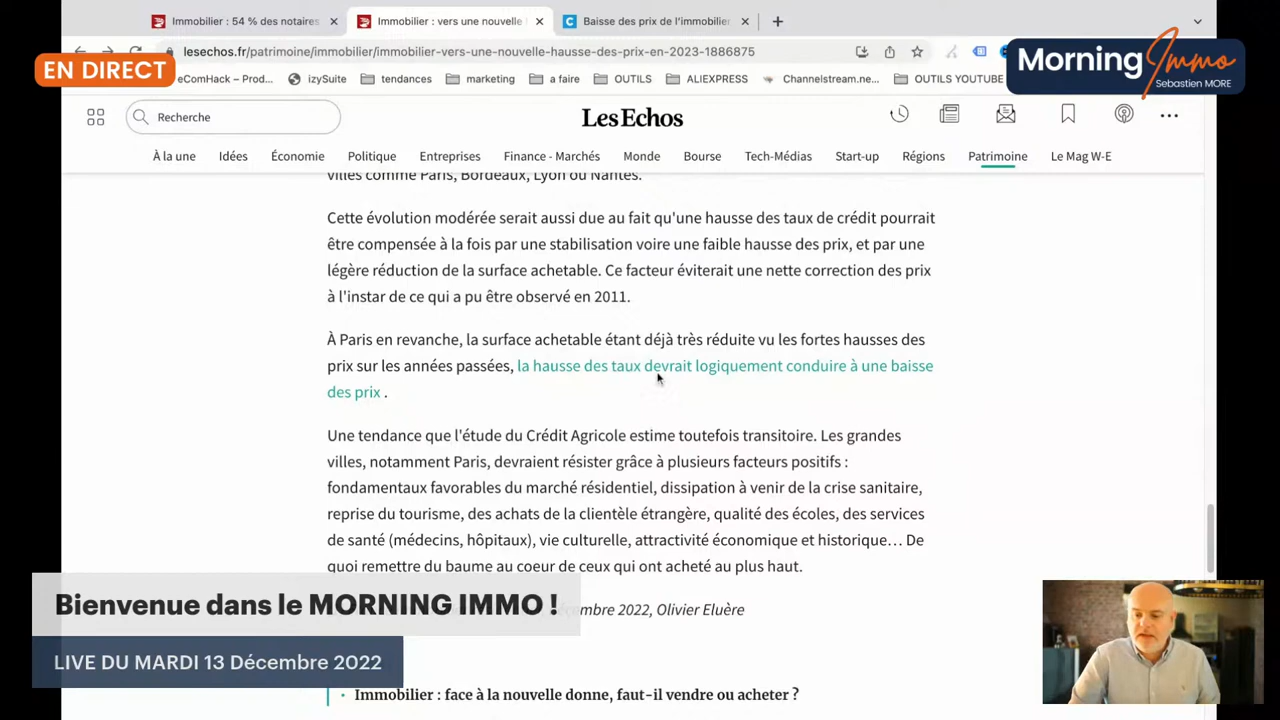 Immobilier : 54 % des notaires
Immobilier : vers une nouvelle
Baisse des prix de l'immobilier
lesechos.fr/patrimoine/immobilier/immobilier-vers-une-nouvelle-hausse-des-prix-en-2023-1886875
EN DIRECT
Morning Immo
Sebastien MORE
eComHack – Prod... izySuite tendances marketing a faire OUTILS ALIEXPRESS Channelstream.ne... OUTILS YOUTUBE
Recherche
Les Echos
À la une Idées Économie Politique Entreprises Finance - Marchés Monde Bourse Tech-Médias Start-up Régions Patrimoine Le Mag W-E
villes comme Paris, Bordeaux, Lyon ou Nantes.
Cette évolution modérée serait aussi due au fait qu'une hausse des taux de crédit pourrait
être compensée à la fois par une stabilisation voire une faible hausse des prix, et par une
légère réduction de la surface achetable. Ce facteur éviterait une nette correction des prix
à l'instar de ce qui a pu être observé en 2011.
À Paris en revanche, la surface achetable étant déjà très réduite vu les fortes hausses des
prix sur les années passées, la hausse des taux devrait logiquement conduire à une baisse
des prix .
Une tendance que l'étude du Crédit Agricole estime toutefois transitoire. Les grandes
villes, notamment Paris, devraient résister grâce à plusieurs facteurs positifs :
fondamentaux favorables du marché résidentiel, dissipation à venir de la crise sanitaire,
reprise du tourisme, des achats de la clientèle étrangère, qualité des écoles, des services
de santé (médecins, hôpitaux), vie culturelle, attractivité économique et historique... De
quoi remettre du baume au coeur de ceux qui ont acheté au plus haut.
Bienvenue dans le MORNING IMMO !
décembre 2022, Olivier Eluère
LIVE DU MARDI 13 Décembre 2022
· Immobilier : face à la nouvelle donne, faut-il vendre ou acheter ?